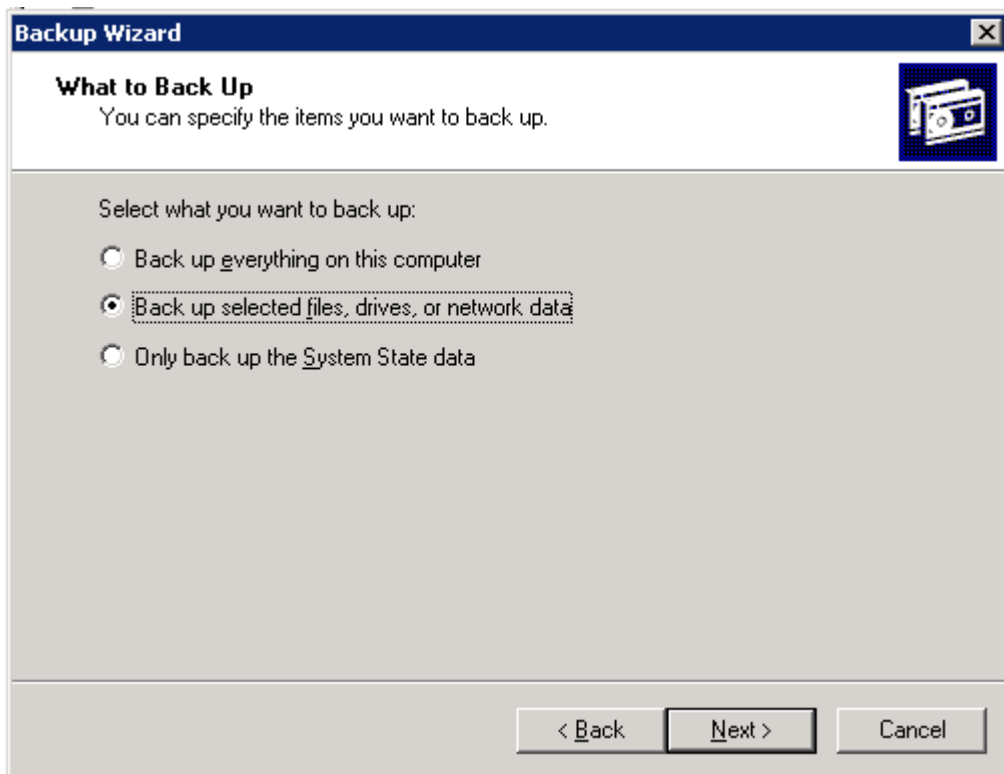 Backup Wizard
What to Back Up
You can specify the items you want to back up.
Select what you want to back up:
Back up everything on this computer
Back up selected files, drives, or network data
Only back up the System State data
< Back Next > Cancel